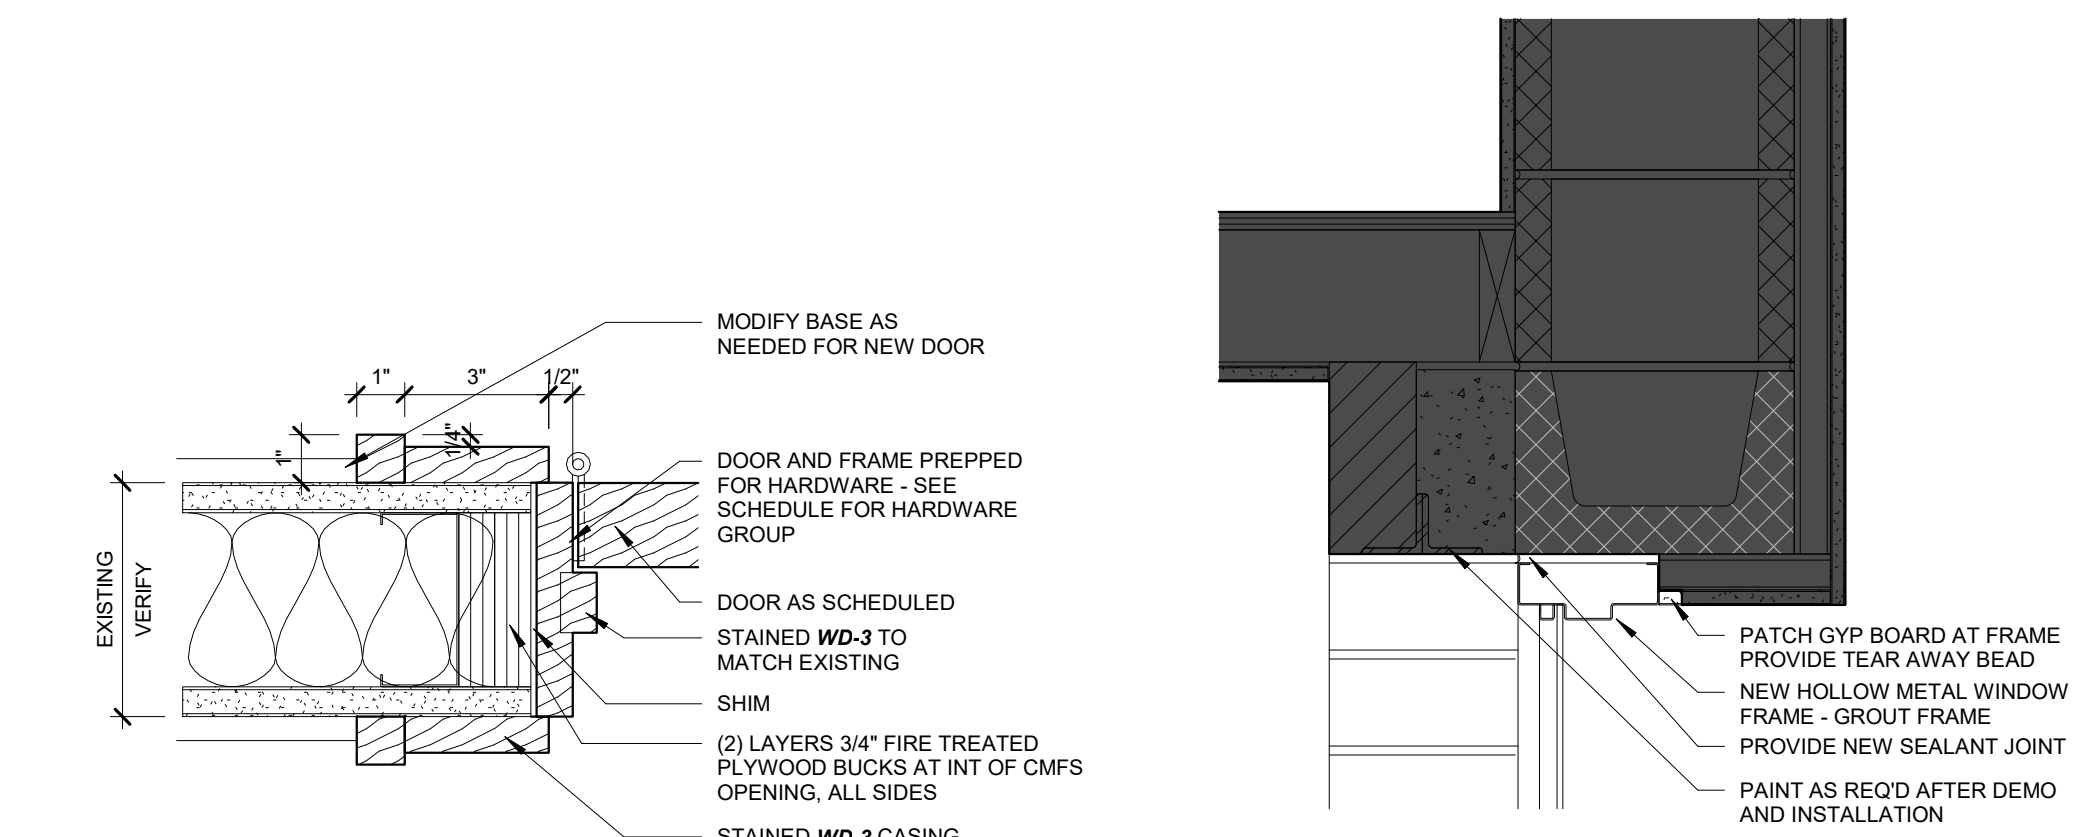 MODIFY BASE AS
NEEDED FOR NEW DOOR
1"
3"
1/2"
1"
1/4"
DOOR AND FRAME PREPPED
FOR HARDWARE - SEE
SCHEDULE FOR HARDWARE
GROUP
EXISTING
VERIFY
DOOR AS SCHEDULED
STAINED WD-3 TO
MATCH EXISTING
SHIM
(2) LAYERS 3/4" FIRE TREATED
PLYWOOD BUCKS AT INT OF CMFS
OPENING, ALL SIDES
STAINED WD-3 CASING
PATCH GYP BOARD AT FRAME
PROVIDE TEAR AWAY BEAD
NEW HOLLOW METAL WINDOW
FRAME - GROUT FRAME
PROVIDE NEW SEALANT JOINT
PAINT AS REQ'D AFTER DEMO
AND INSTALLATION